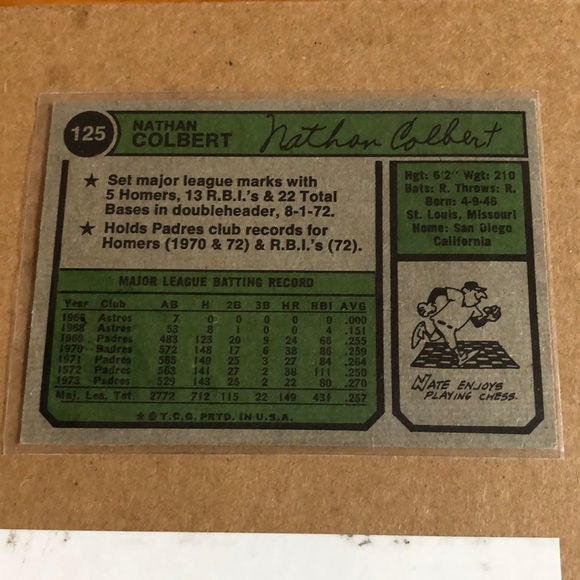 125
NATHAN
COLBERT
Nathan Colbert
★ Set major league marks with
5 Homers, 13 R.B.I.'s & 22 Total
Bases in doubleheader, 8-1-72.
★ Holds Padres club records for
Homers (1970 & 72) & R.B.I.'s (72).
Hgt: 6'2" Wgt: 210
Bats: R. Throws: R.
Born: 4-9-46
St. Louis, Missouri
Home: San Diego
California
MAJOR LEAGUE BATTING RECORD
Year Club AB H 2B 3B HR RBI AVG
1966 Astros 7 0 0 0 0 0 .000
1968 Astros 53 8 1 0 0 4 .151
1969 Padres 483 123 20 9 24 66 .255
1970 Padres 572 148 17 6 38 86 .259
1971 Padres 565 149 25 3 27 84 .264
1972 Padres 563 141 27 2 38 111 .250
1973 Padres 529 143 25 2 22 80 .270
Maj. Lea. Tot. 2772 712 115 22 149 431 .257
★ © T.C.G. PRTD. IN U.S.A.
NATE ENJOYS
PLAYING CHESS.